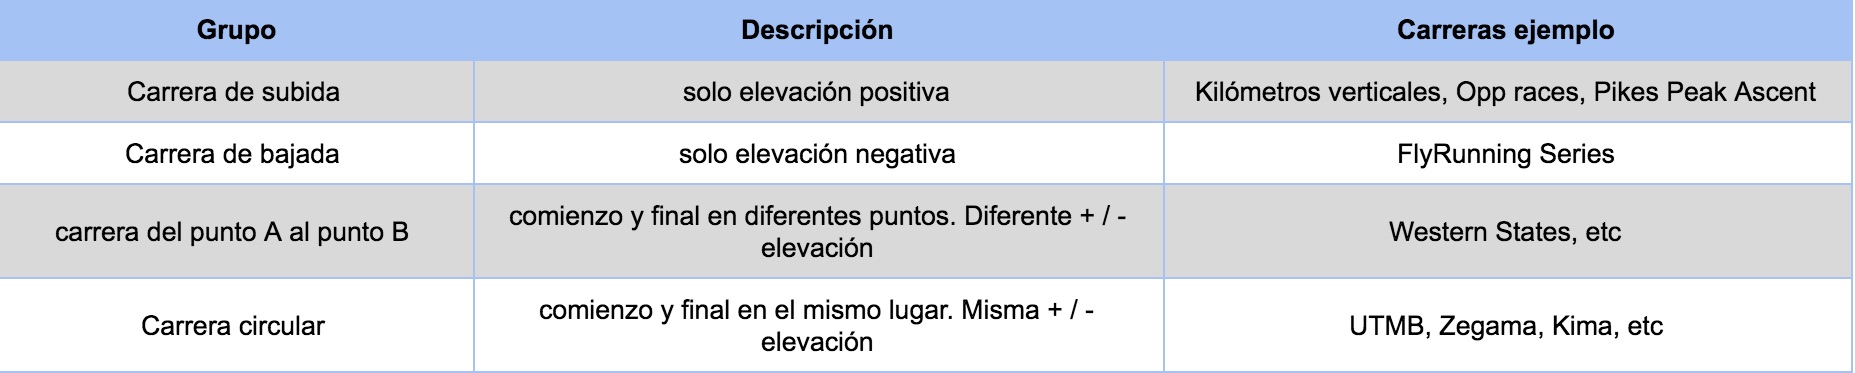 Grupo Descripción Carreras ejemplo
Carrera de subida solo elevación positiva Kilómetros verticales, Opp races, Pikes Peak Ascent
Carrera de bajada solo elevación negativa FlyRunning Series
carrera del punto A al punto B comienzo y final en diferentes puntos. Diferente + / - Western States, etc
elevación
Carrera circular comienzo y final en el mismo lugar. Misma + / - UTMB, Zegama, Kima, etc
elevación